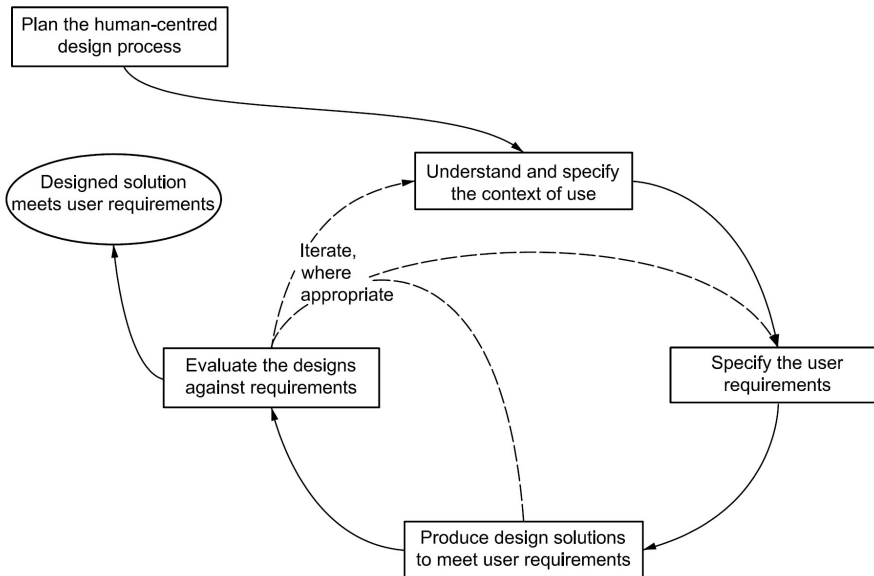 Plan the human-centred
design process
Understand and specify
the context of use
Designed solution
meets user requirements
Iterate,
where
appropriate
Evaluate the designs
against requirements
Specify the user
requirements
Produce design solutions
to meet user requirements